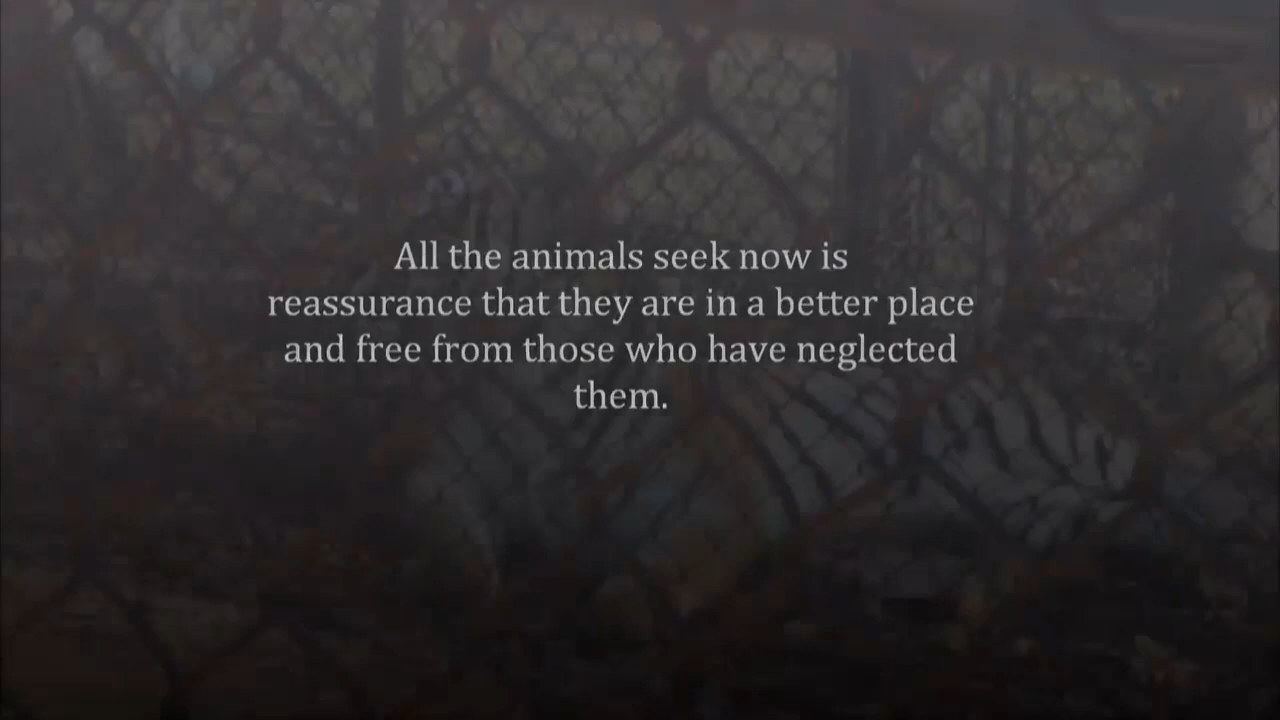 All the animals seek now is
reassurance that they are in a better place
and free from those who have neglected
them.